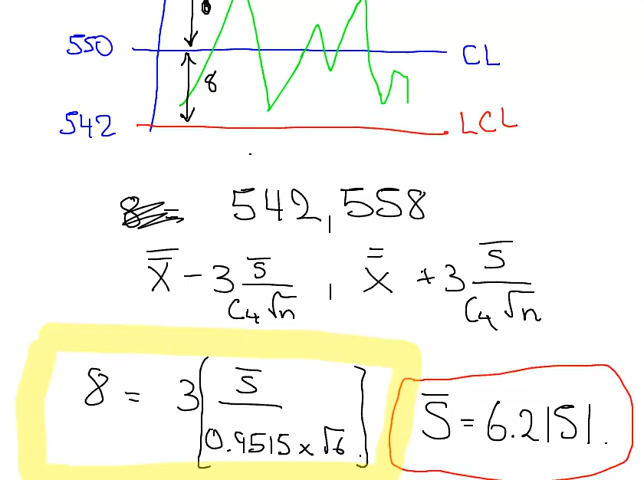 550 CL
8
542 LCL
542, 558
X̿ − 3 s̅/(C₄√n) , X̿ + 3 s̅/(C₄√n)
8 = 3[s̅/(0.9515 × √6.)]
s̅ = 6.2151.